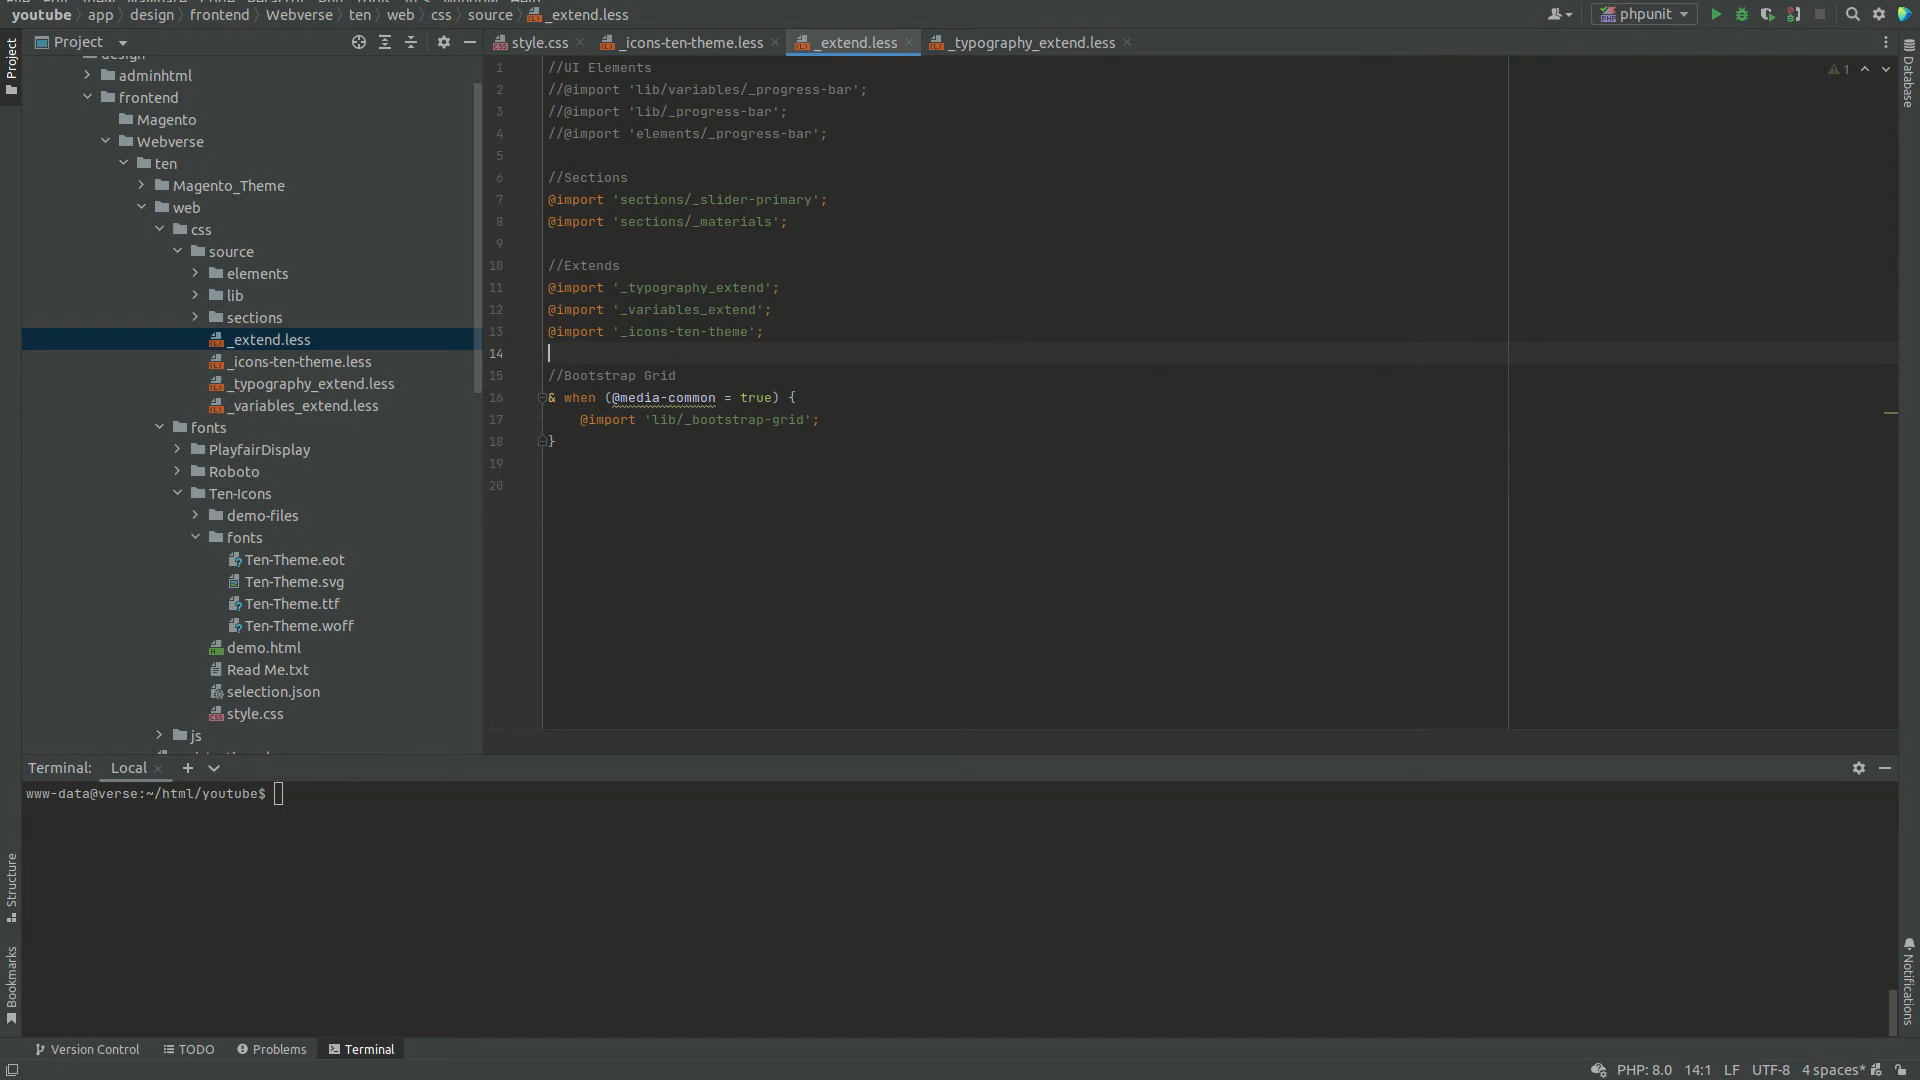 youtube app design frontend Webverse ten web css source _extend.less
phpunit
Project
style.css
_icons-ten-theme.less
_extend.less
_typography_extend.less
Project
design
adminhtml
frontend
Magento
Webverse
ten
Magento_Theme
web
css
source
elements
lib
sections
_extend.less
_icons-ten-theme.less
_typography_extend.less
_variables_extend.less
fonts
PlayfairDisplay
Roboto
Ten-Icons
demo-files
fonts
Ten-Theme.eot
Ten-Theme.svg
Ten-Theme.ttf
Ten-Theme.woff
demo.html
Read Me.txt
selection.json
style.css
js
1 //UI Elements
2 //@import 'lib/variables/_progress-bar';
3 //@import 'lib/_progress-bar';
4 //@import 'elements/_progress-bar';
5
6 //Sections
7 @import 'sections/_slider-primary';
8 @import 'sections/_materials';
9
10 //Extends
11 @import '_typography_extend';
12 @import '_variables_extend';
13 @import '_icons-ten-theme';
14
15 //Bootstrap Grid
16 & when (@media-common = true) {
17 @import 'lib/_bootstrap-grid';
18 }
19
20
1
Database
Notifications
Structure
Bookmarks
Terminal: Local
www-data@verse:~/html/youtube$
Version Control TODO Problems Terminal
PHP: 8.0 14:1 LF UTF-8 4 spaces*